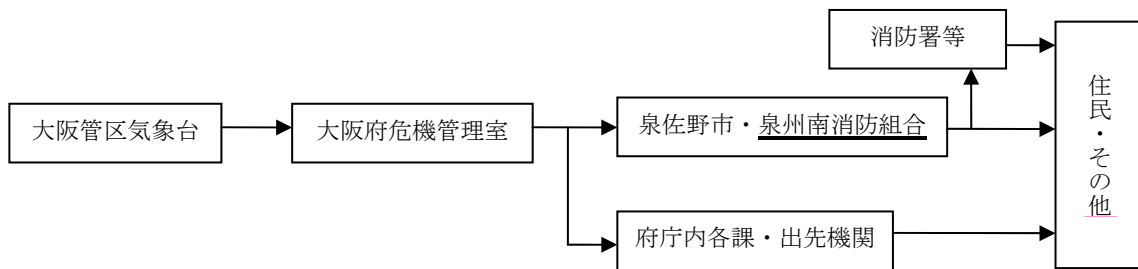 消防署等
大阪管区気象台
大阪府危機管理室
泉佐野市・泉州南消防組合
住民・その他
府庁内各課・出先機関